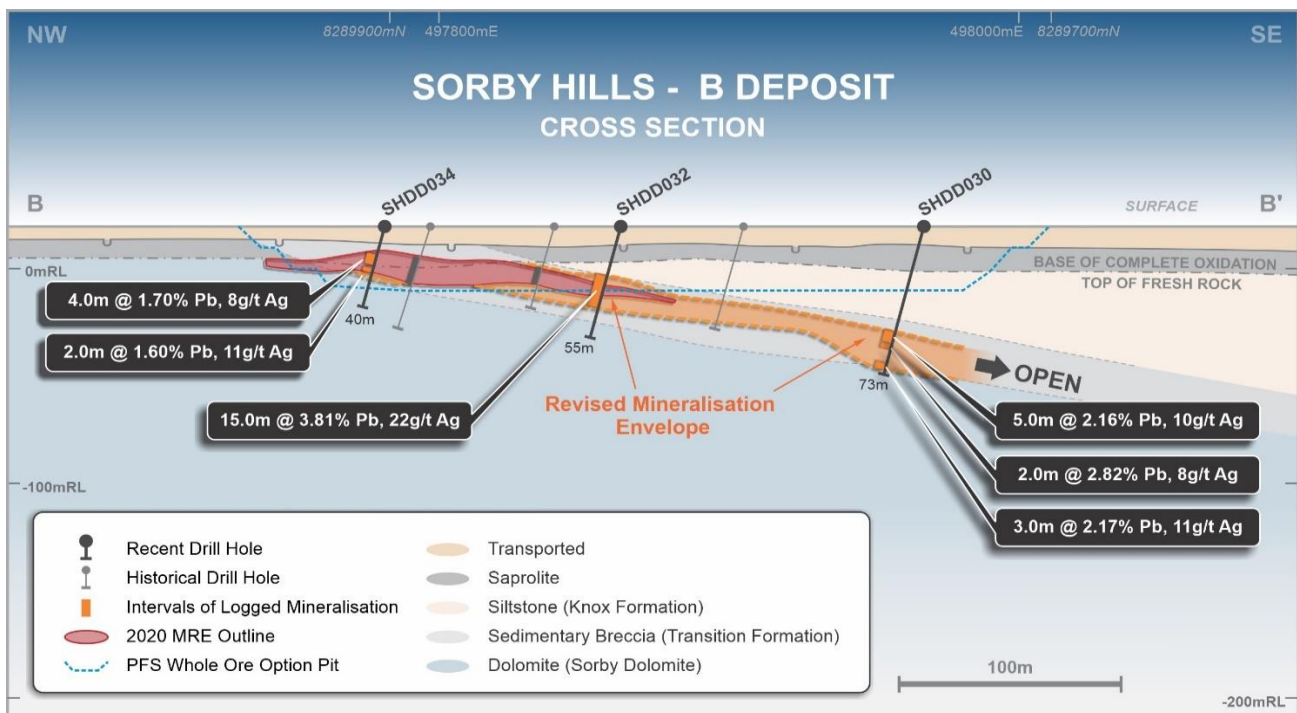 NW
8289900mN
497800mE
498000mE
8289700mN
SE
SORBY HILLS - B DEPOSIT
CROSS SECTION
B
SHDD034
SHDD032
SHDD030
SURFACE
B'
0mRL
BASE OF COMPLETE OXIDATION
TOP OF FRESH ROCK
4.0m @ 1.70% Pb, 8g/t Ag
40m
2.0m @ 1.60% Pb, 11g/t Ag
55m
73m
OPEN
15.0m @ 3.81% Pb, 22g/t Ag
Revised Mineralisation
Envelope
5.0m @ 2.16% Pb, 10g/t Ag
2.0m @ 2.82% Pb, 8g/t Ag
3.0m @ 2.17% Pb, 11g/t Ag
-100mRL
Recent Drill Hole
Historical Drill Hole
Intervals of Logged Mineralisation
2020 MRE Outline
PFS Whole Ore Option Pit
Transported
Saprolite
Siltstone (Knox Formation)
Sedimentary Breccia (Transition Formation)
Dolomite (Sorby Dolomite)
100m
-200mRL